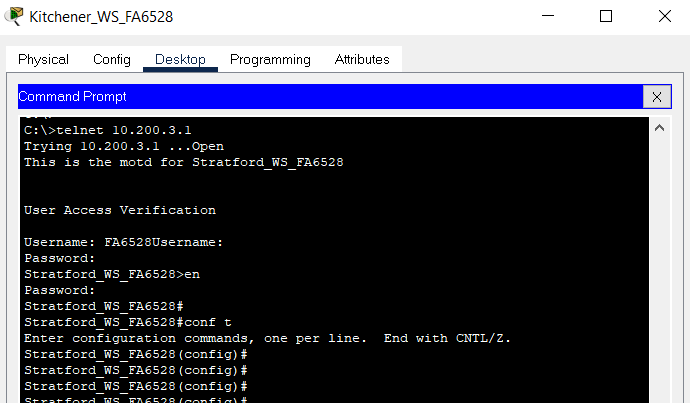 Kitchener_WS_FA6528
Physical Config Desktop Programming Attributes
Command Prompt X
C:\>telnet 10.200.3.1
Trying 10.200.3.1 ...Open
This is the motd for Stratford_WS_FA6528
User Access Verification
Username: FA6528Username:
Password:
Stratford_WS_FA6528>en
Password:
Stratford_WS_FA6528#
Stratford_WS_FA6528#conf t
Enter configuration commands, one per line.  End with CNTL/Z.
Stratford_WS_FA6528(config)#
Stratford_WS_FA6528(config)#
Stratford_WS_FA6528(config)#
Stratford_WS_FA6528(config)#